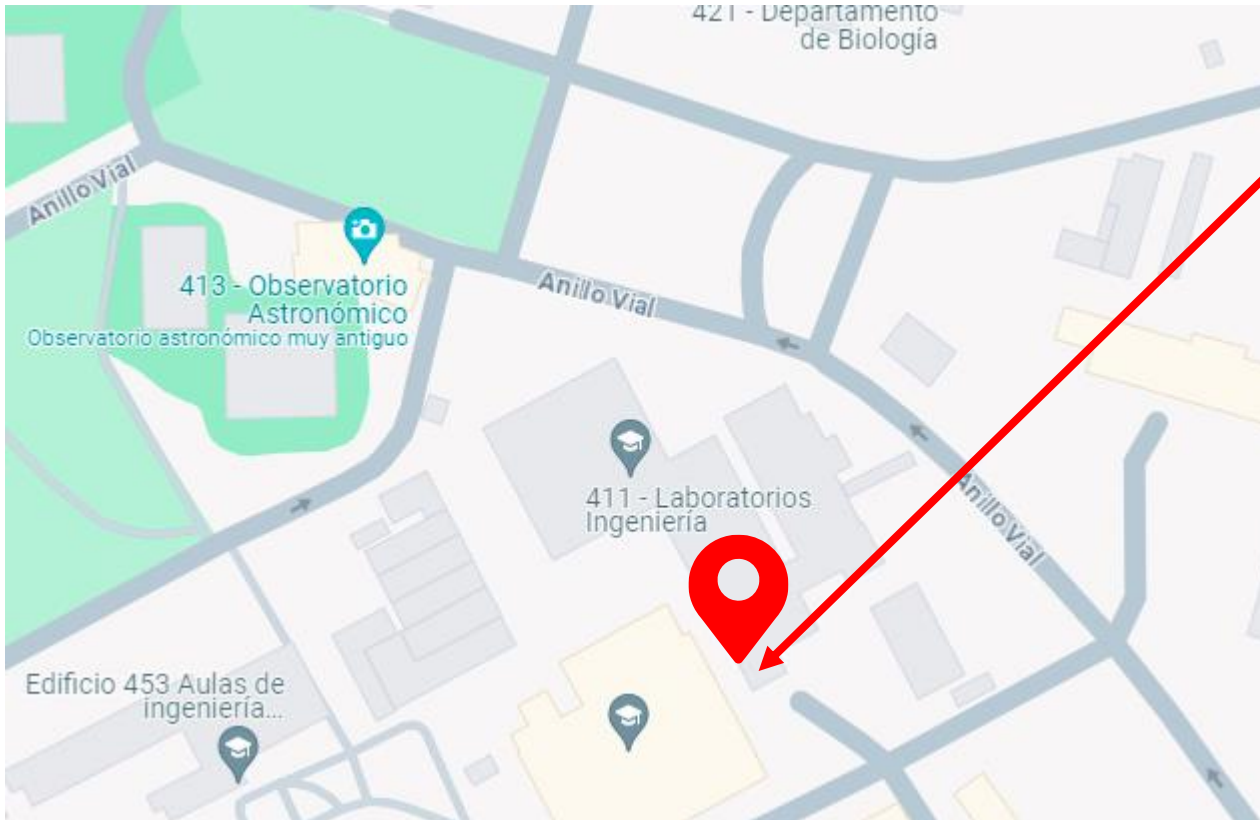 421 - Departamento
de Biología
Anillo Vial
413 - Observatorio
Astronómico
Observatorio astronómico muy antiguo
Anillo Vial
411 - Laboratorios
Ingeniería
Anillo Vial
Edificio 453 Aulas de
ingeniería...